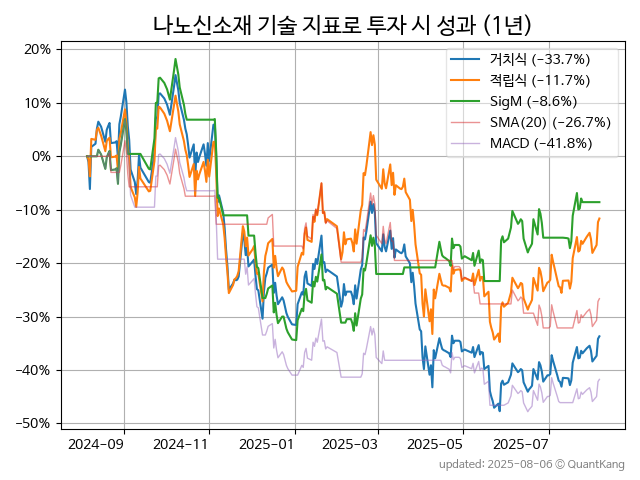 나노신소재 기술 지표로 투자 시 성과 (1년)
20%
10%
0%
−10%
−20%
−30%
−40%
−50%
거치식 (−33.7%)
적립식 (−11.7%)
SigM (−8.6%)
SMA(20) (−26.7%)
MACD (−41.8%)
2024-09
2024-11
2025-01
2025-03
2025-05
2025-07
updated: 2025-08-06 © QuantKang